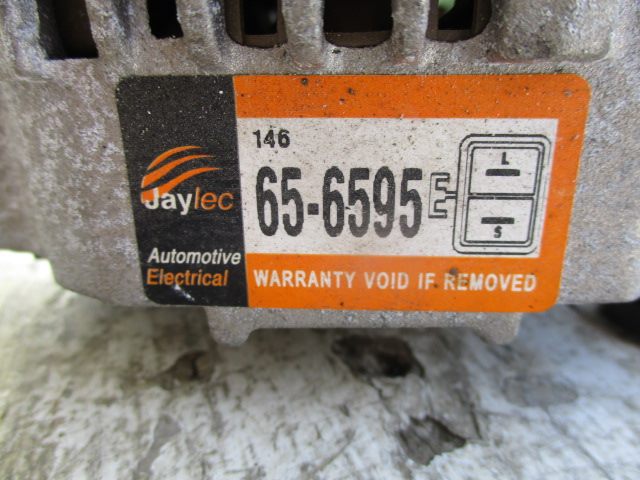 146
Jaylec
65-6595
L
S
Automotive
Electrical
WARRANTY VOID IF REMOVED